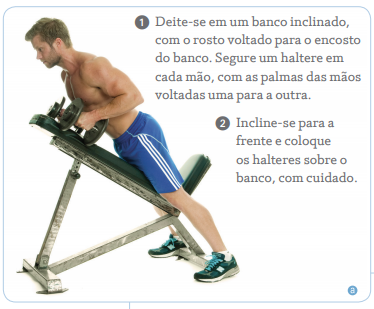 1 Deite-se em um banco inclinado,
com o rosto voltado para o encosto
do banco. Segure um haltere em
cada mão, com as palmas das mãos
voltadas uma para a outra.
2 Incline-se para a
frente e coloque
os halteres sobre o
banco, com cuidado.
8